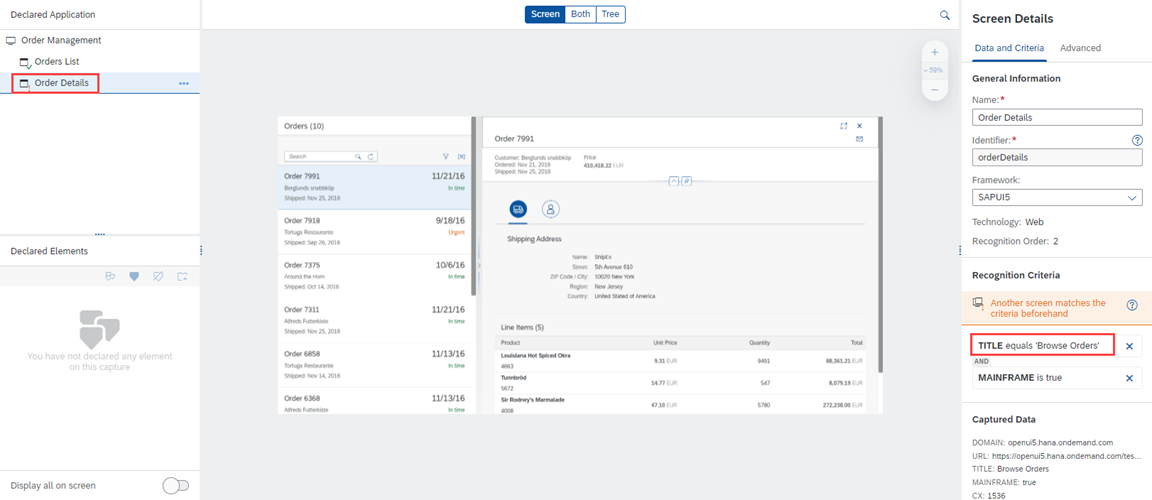 Declared Application
Order Management
Orders List
Order Details
Declared Elements
You have not declared any element
on this capture
Display all on screen
Screen Both Tree
59%
Orders (10)
Search
Order 7991 11/21/16
Berglunds snabbköp In time
Shipped: Nov 25, 2016
Order 7918 9/18/16
Tortuga Restaurante Urgent
Shipped: Sep 26, 2016
Order 7375 10/6/16
Around the Horn In time
Shipped: Oct 14, 2016
Order 7311 11/21/16
Alfreds Futterkiste In time
Shipped: Nov 25, 2016
Order 6858 11/13/16
Tortuga Restaurante In time
Shipped: Nov 14, 2016
Order 6368 11/13/16
Alfreds Futterkiste In time
Order 7991
Customer: Berglunds snabbköp Price
Ordered: Nov 21, 2016 410,418.22 EUR
Shipped: Nov 25, 2016
Shipping Address
Name: ShipEx
Street: 5th Avenue 610
ZIP Code / City: 10020 New York
Region: New Jersey
Country: United Stated of America
Line Items (5)
Product Unit Price Quantity Total
Louisiana Hot Spiced Okra
4663 9.31 EUR 9491 88,361.21 EUR
Tunnbröd
5672 14.77 EUR 547 8,079.19 EUR
Sir Rodney's Marmalade
4008 47.10 EUR 5780 272,238.00 EUR
Screen Details
Data and Criteria Advanced
General Information
Name: *
Order Details
Identifier: *
orderDetails
Framework:
SAPUI5
Technology: Web
Recognition Order: 2
Recognition Criteria
Another screen matches the
criteria beforehand
TITLE equals 'Browse Orders'
AND
MAINFRAME is true
Captured Data
DOMAIN: openui5.hana.ondemand.com
URL: https://openui5.hana.ondemand.com/tes...
TITLE: Browse Orders
MAINFRAME: true
CX: 1536